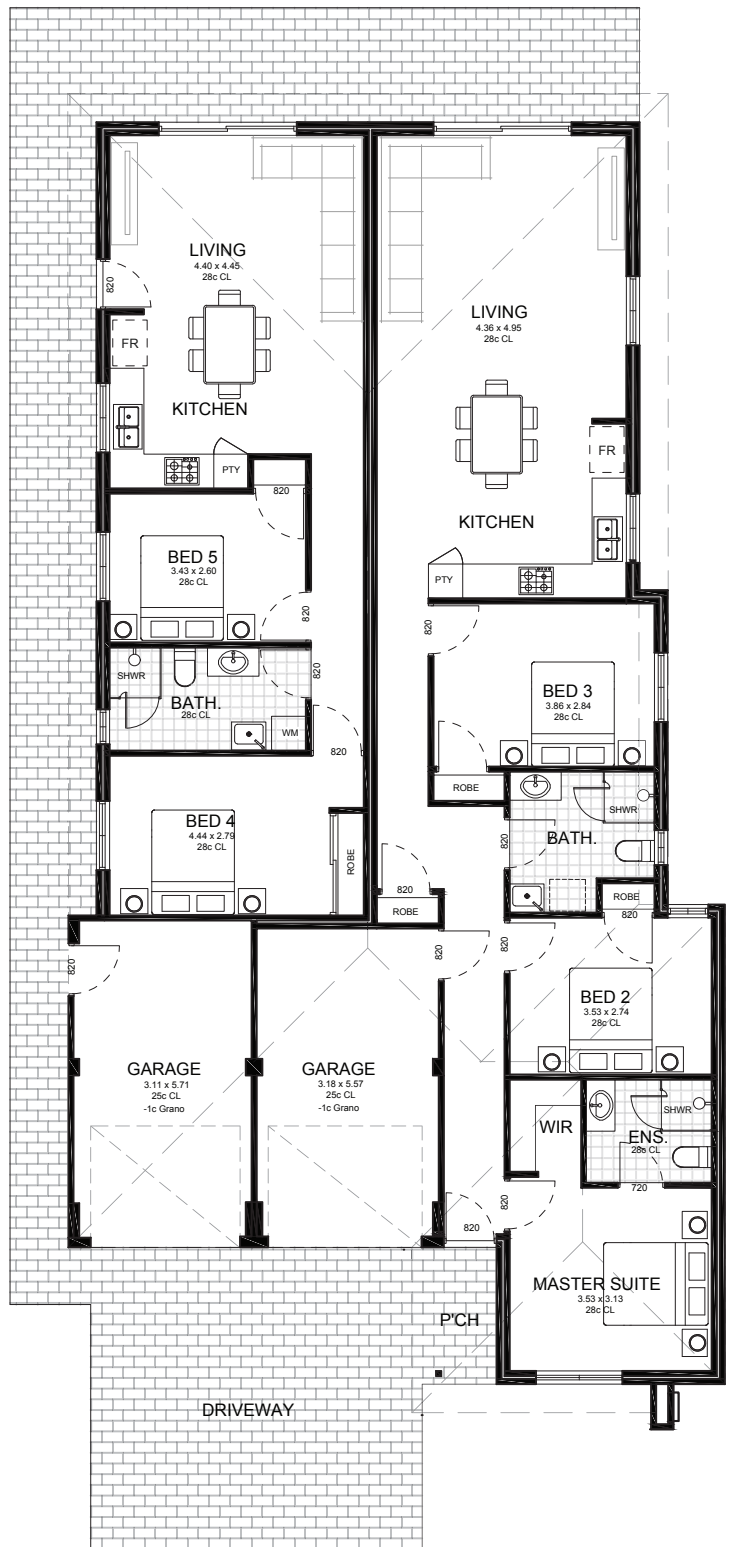 LIVING
4.40 x 4.45
28c CL
820
FR
KITCHEN
PTY
820
LIVING
4.36 x 4.95
28c CL
FR
KITCHEN
PTY
BED 5
3.43 x 2.60
28c CL
820
820
SHWR
BATH.
28c CL
WM
820
820
BED 3
3.86 x 2.84
28c CL
ROBE
BED 4
4.44 x 2.79
28c CL
ROBE
SHWR
BATH.
820
820
ROBE
ROBE
820
820
820
820
BED 2
3.53 x 2.74
28c CL
GARAGE
3.11 x 5.71
25c CL
-1c Grano
GARAGE
3.18 x 5.57
25c CL
-1c Grano
WIR
SHWR
ENS.
28c CL
720
820
820
MASTER SUITE
3.53 x 3.13
28c CL
P'CH
DRIVEWAY